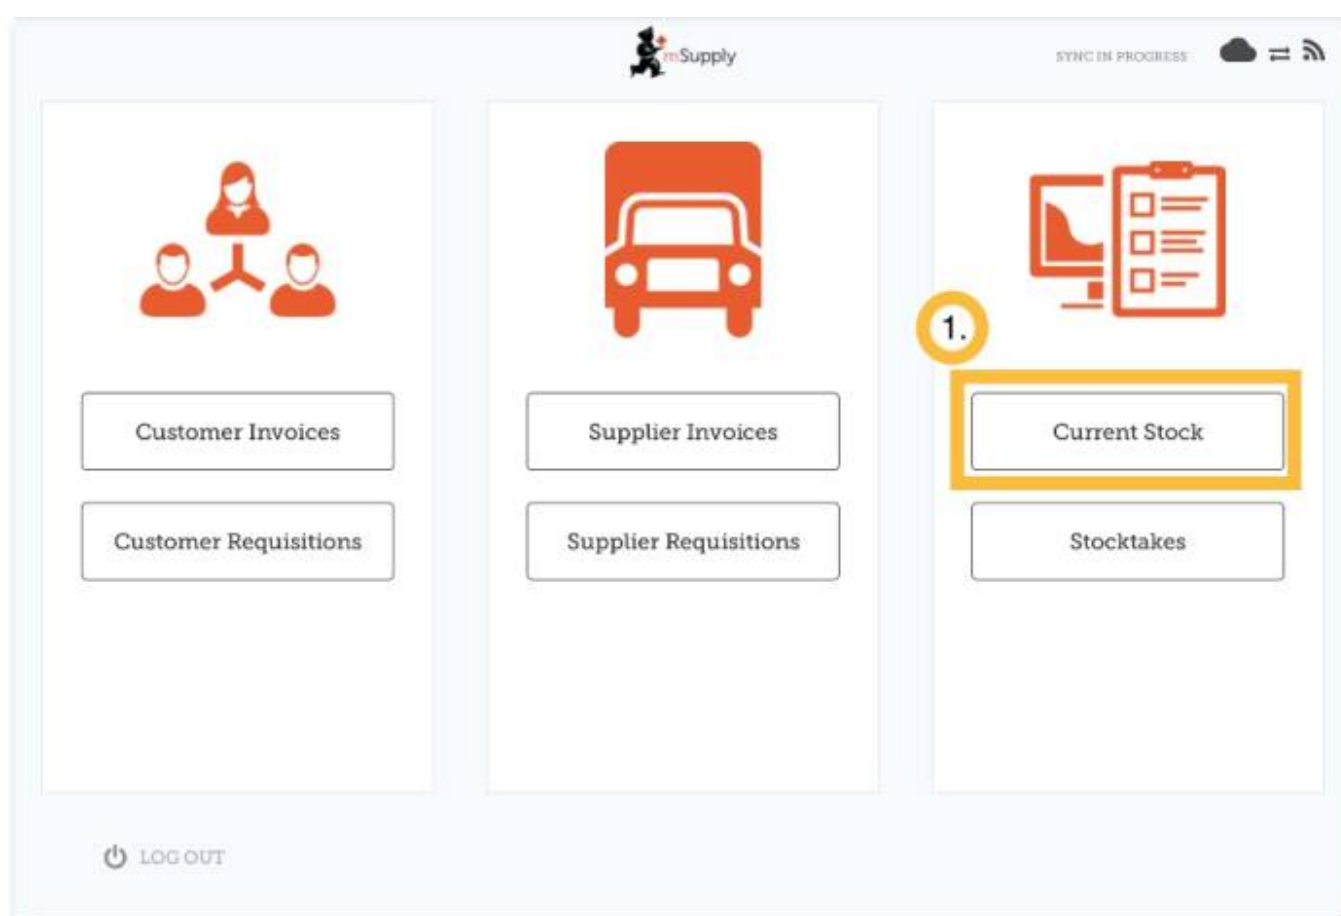 mSupply
SYNC IN PROGRESS
1.
Customer Invoices
Supplier Invoices
Current Stock
Customer Requisitions
Supplier Requisitions
Stocktakes
LOG OUT